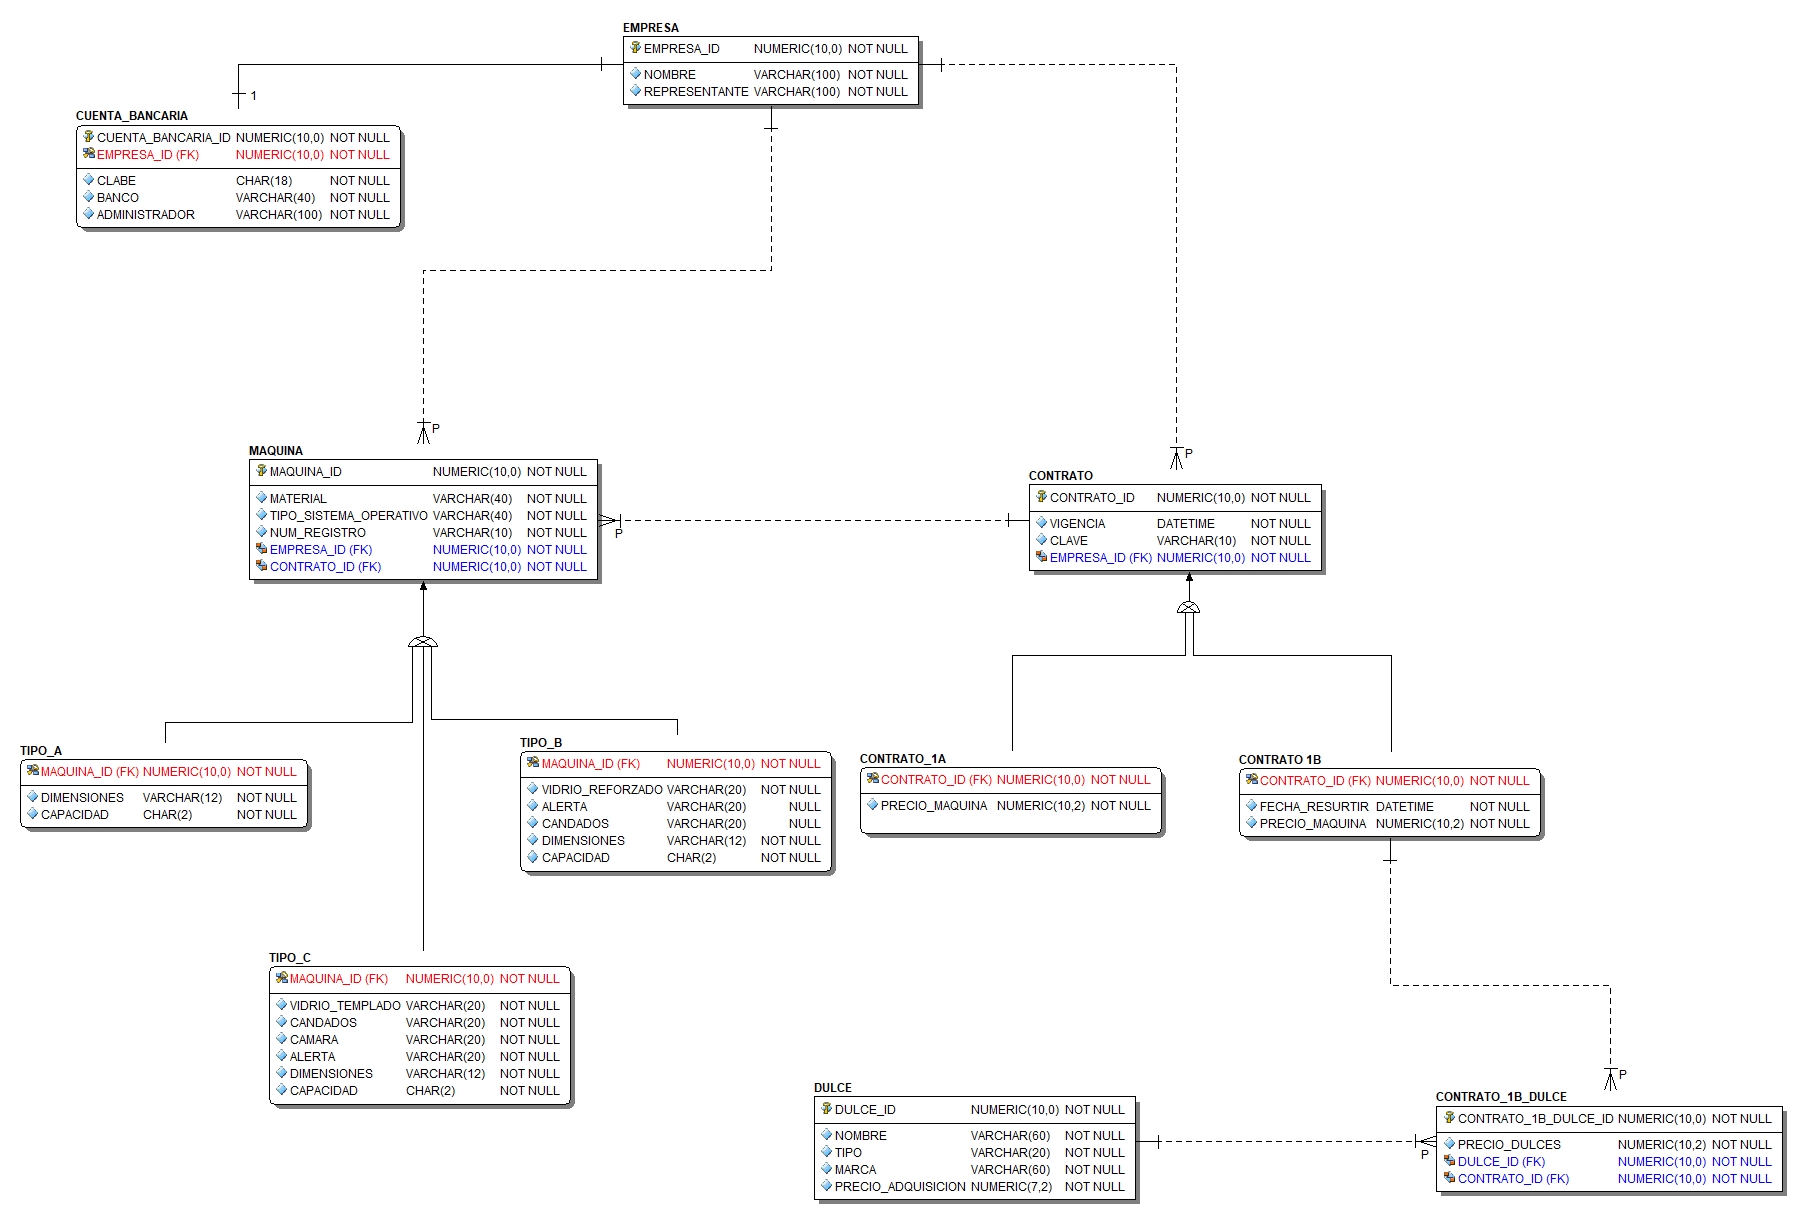 EMPRESA
EMPRESA_ID NUMERIC(10,0) NOT NULL
NOMBRE VARCHAR(100) NOT NULL
REPRESENTANTE VARCHAR(100) NOT NULL
1
CUENTA_BANCARIA
CUENTA_BANCARIA_ID NUMERIC(10,0) NOT NULL
EMPRESA_ID (FK) NUMERIC(10,0) NOT NULL
CLABE CHAR(18) NOT NULL
BANCO VARCHAR(40) NOT NULL
ADMINISTRADOR VARCHAR(100) NOT NULL
P
MAQUINA
MAQUINA_ID NUMERIC(10,0) NOT NULL
MATERIAL VARCHAR(40) NOT NULL
TIPO_SISTEMA_OPERATIVO VARCHAR(40) NOT NULL
NUM_REGISTRO VARCHAR(10) NOT NULL
EMPRESA_ID (FK) NUMERIC(10,0) NOT NULL
CONTRATO_ID (FK) NUMERIC(10,0) NOT NULL
P
P
CONTRATO
CONTRATO_ID NUMERIC(10,0) NOT NULL
VIGENCIA DATETIME NOT NULL
CLAVE VARCHAR(10) NOT NULL
EMPRESA_ID (FK) NUMERIC(10,0) NOT NULL
TIPO_A
MAQUINA_ID (FK) NUMERIC(10,0) NOT NULL
DIMENSIONES VARCHAR(12) NOT NULL
CAPACIDAD CHAR(2) NOT NULL
TIPO_B
MAQUINA_ID (FK) NUMERIC(10,0) NOT NULL
VIDRIO_REFORZADO VARCHAR(20) NOT NULL
ALERTA VARCHAR(20) NULL
CANDADOS VARCHAR(20) NULL
DIMENSIONES VARCHAR(12) NOT NULL
CAPACIDAD CHAR(2) NOT NULL
CONTRATO_1A
CONTRATO_ID (FK) NUMERIC(10,0) NOT NULL
PRECIO_MAQUINA NUMERIC(10,2) NOT NULL
CONTRATO 1B
CONTRATO_ID (FK) NUMERIC(10,0) NOT NULL
FECHA_RESURTIR DATETIME NOT NULL
PRECIO_MAQUINA NUMERIC(10,2) NOT NULL
TIPO_C
MAQUINA_ID (FK) NUMERIC(10,0) NOT NULL
VIDRIO_TEMPLADO VARCHAR(20) NOT NULL
CANDADOS VARCHAR(20) NOT NULL
CAMARA VARCHAR(20) NOT NULL
ALERTA VARCHAR(20) NOT NULL
DIMENSIONES VARCHAR(12) NOT NULL
CAPACIDAD CHAR(2) NOT NULL
DULCE
DULCE_ID NUMERIC(10,0) NOT NULL
NOMBRE VARCHAR(60) NOT NULL
TIPO VARCHAR(20) NOT NULL
MARCA VARCHAR(60) NOT NULL
PRECIO_ADQUISICION NUMERIC(7,2) NOT NULL
P
P
CONTRATO_1B_DULCE
CONTRATO_1B_DULCE_ID NUMERIC(10,0) NOT NULL
PRECIO_DULCES NUMERIC(10,2) NOT NULL
DULCE_ID (FK) NUMERIC(10,0) NOT NULL
CONTRATO_ID (FK) NUMERIC(10,0) NOT NULL